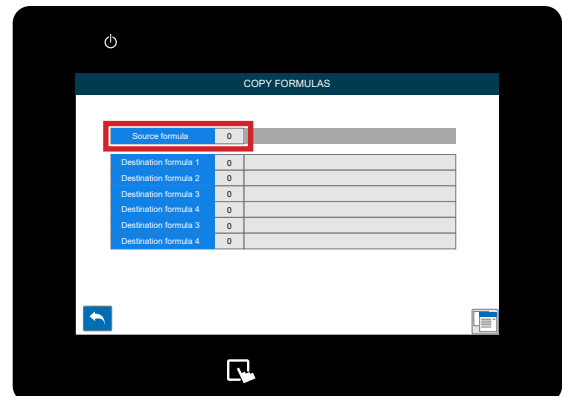 COPY FORMULAS
Source formula 0
Destination formula 1 0
Destination formula 2 0
Destination formula 3 0
Destination formula 4 0
Destination formula 3 0
Destination formula 4 0